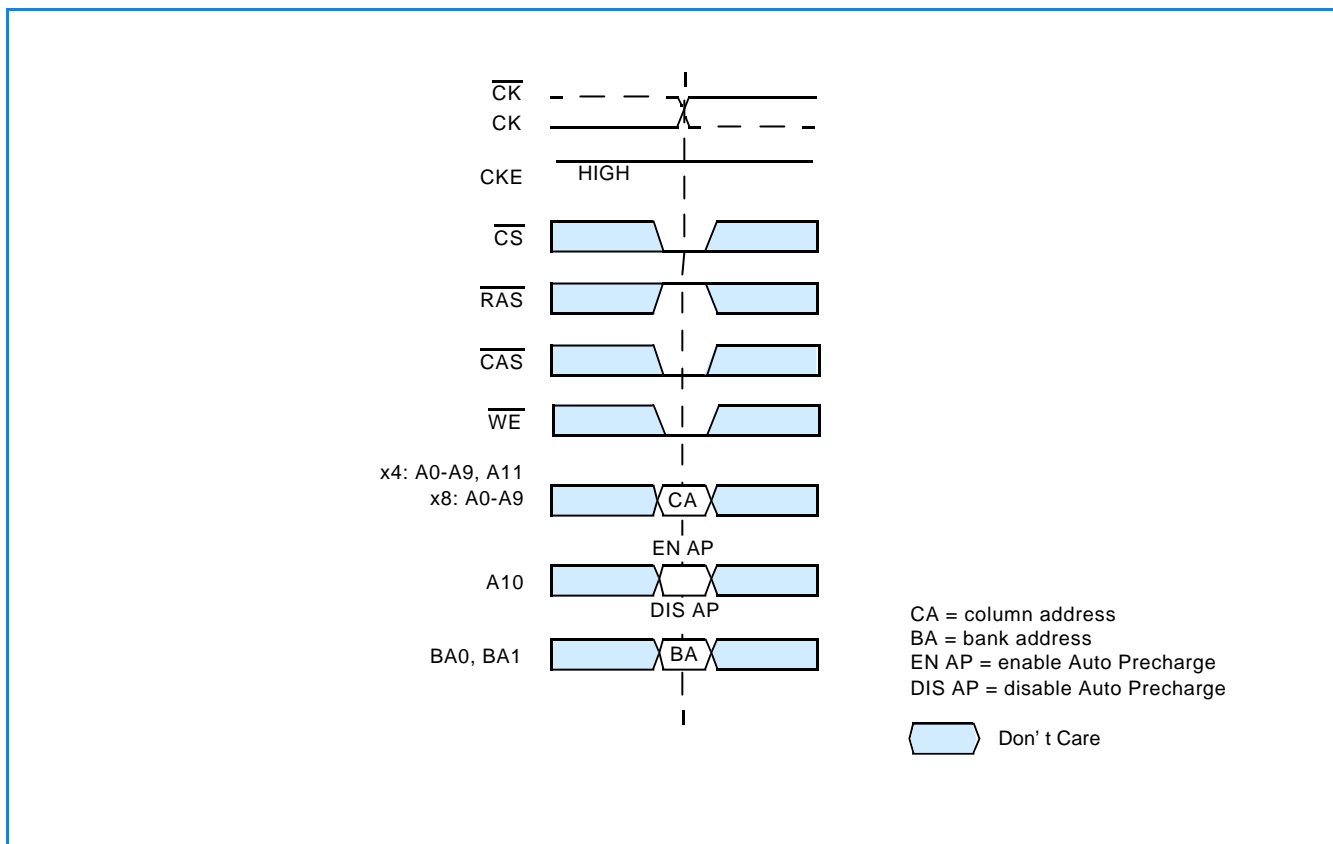 CK
CK
CKE
HIGH
CS
RAS
CAS
WE
x4: A0-A9, A11
x8: A0-A9
CA
EN AP
A10
DIS AP
BA0, BA1
BA
CA = column address
BA = bank address
EN AP = enable Auto Precharge
DIS AP = disable Auto Precharge
Don' t Care